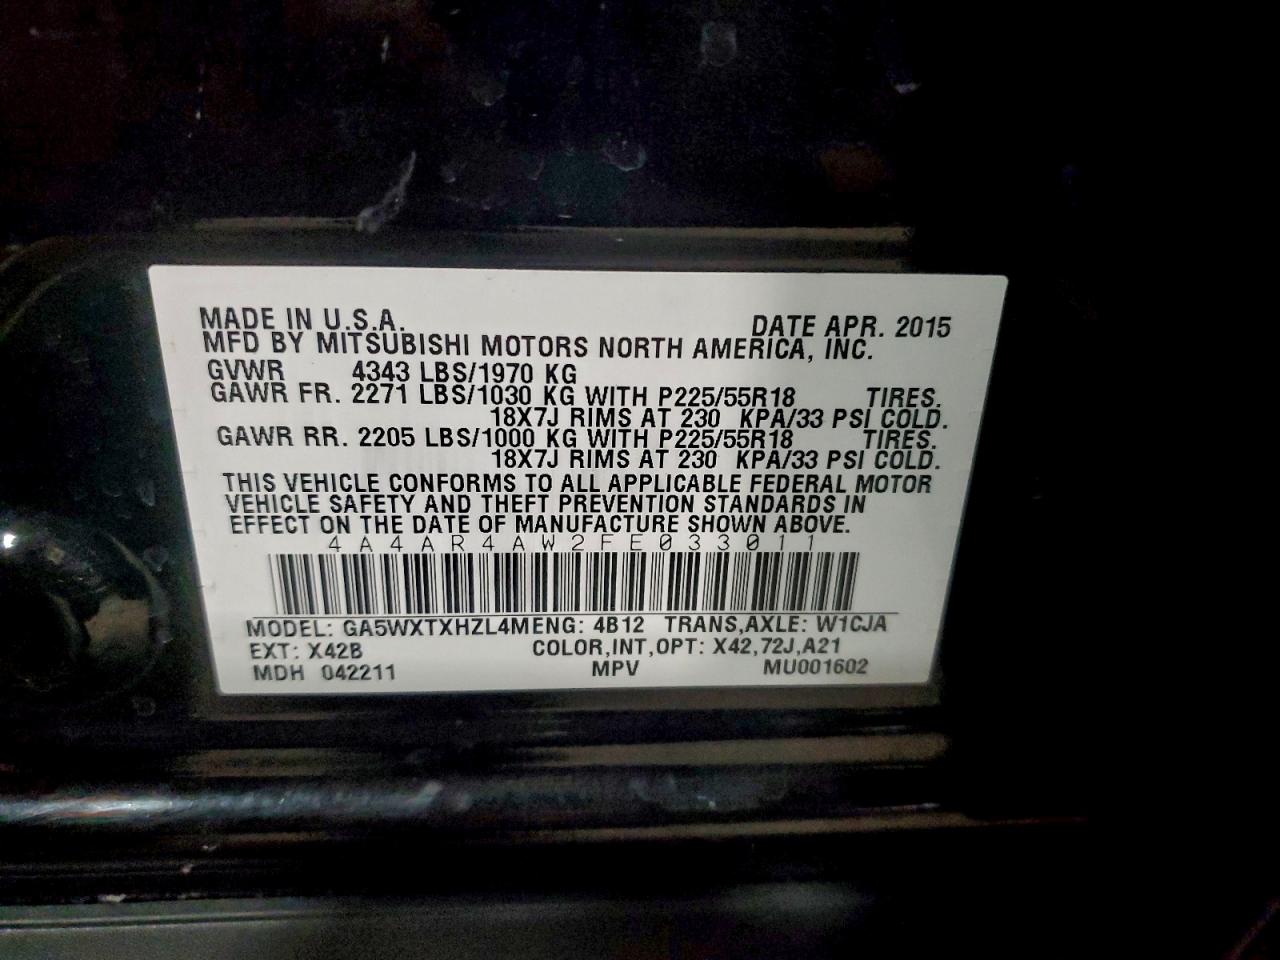 MADE IN U.S.A. DATE APR. 2015
MFD BY MITSUBISHI MOTORS NORTH AMERICA, INC.
GVWR 4343 LBS/1970 KG
GAWR FR. 2271 LBS/1030 KG WITH P225/55R18 TIRES.
18X7J RIMS AT 230 KPA/33 PSI COLD.
GAWR RR. 2205 LBS/1000 KG WITH P225/55R18 TIRES.
18X7J RIMS AT 230 KPA/33 PSI COLD.
THIS VEHICLE CONFORMS TO ALL APPLICABLE FEDERAL MOTOR
VEHICLE SAFETY AND THEFT PREVENTION STANDARDS IN
EFFECT ON THE DATE OF MANUFACTURE SHOWN ABOVE.
4A4AR4AW2FE033011
MODEL: GA5WXTXHZL4MENG: 4B12 TRANS,AXLE: W1CJA
EXT: X42B COLOR,INT,OPT: X42,72J,A21
MDH 042211 MPV MU001602